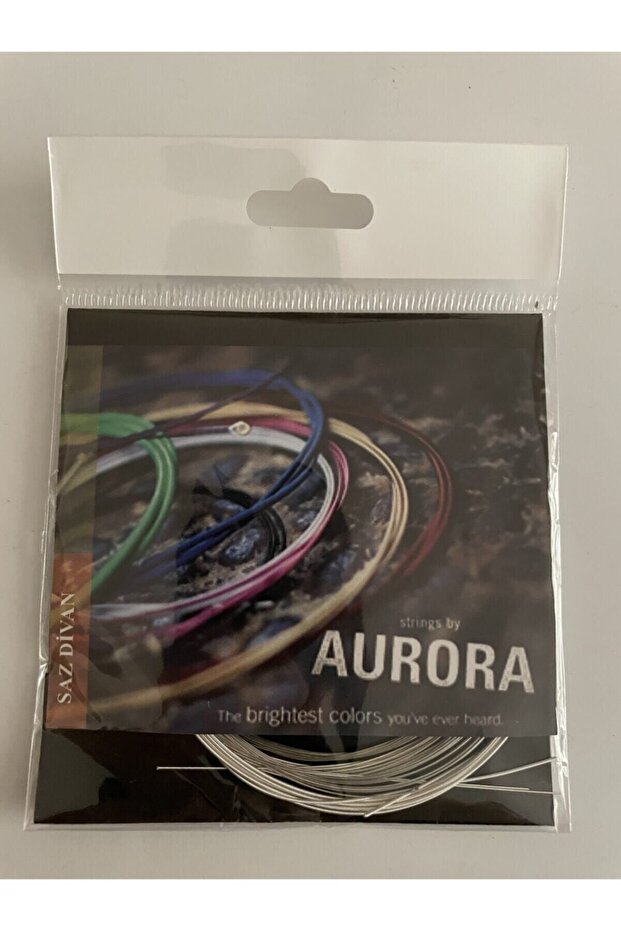 SAZ DİVAN
strings by
AURORA
The brightest colors you've ever heard.